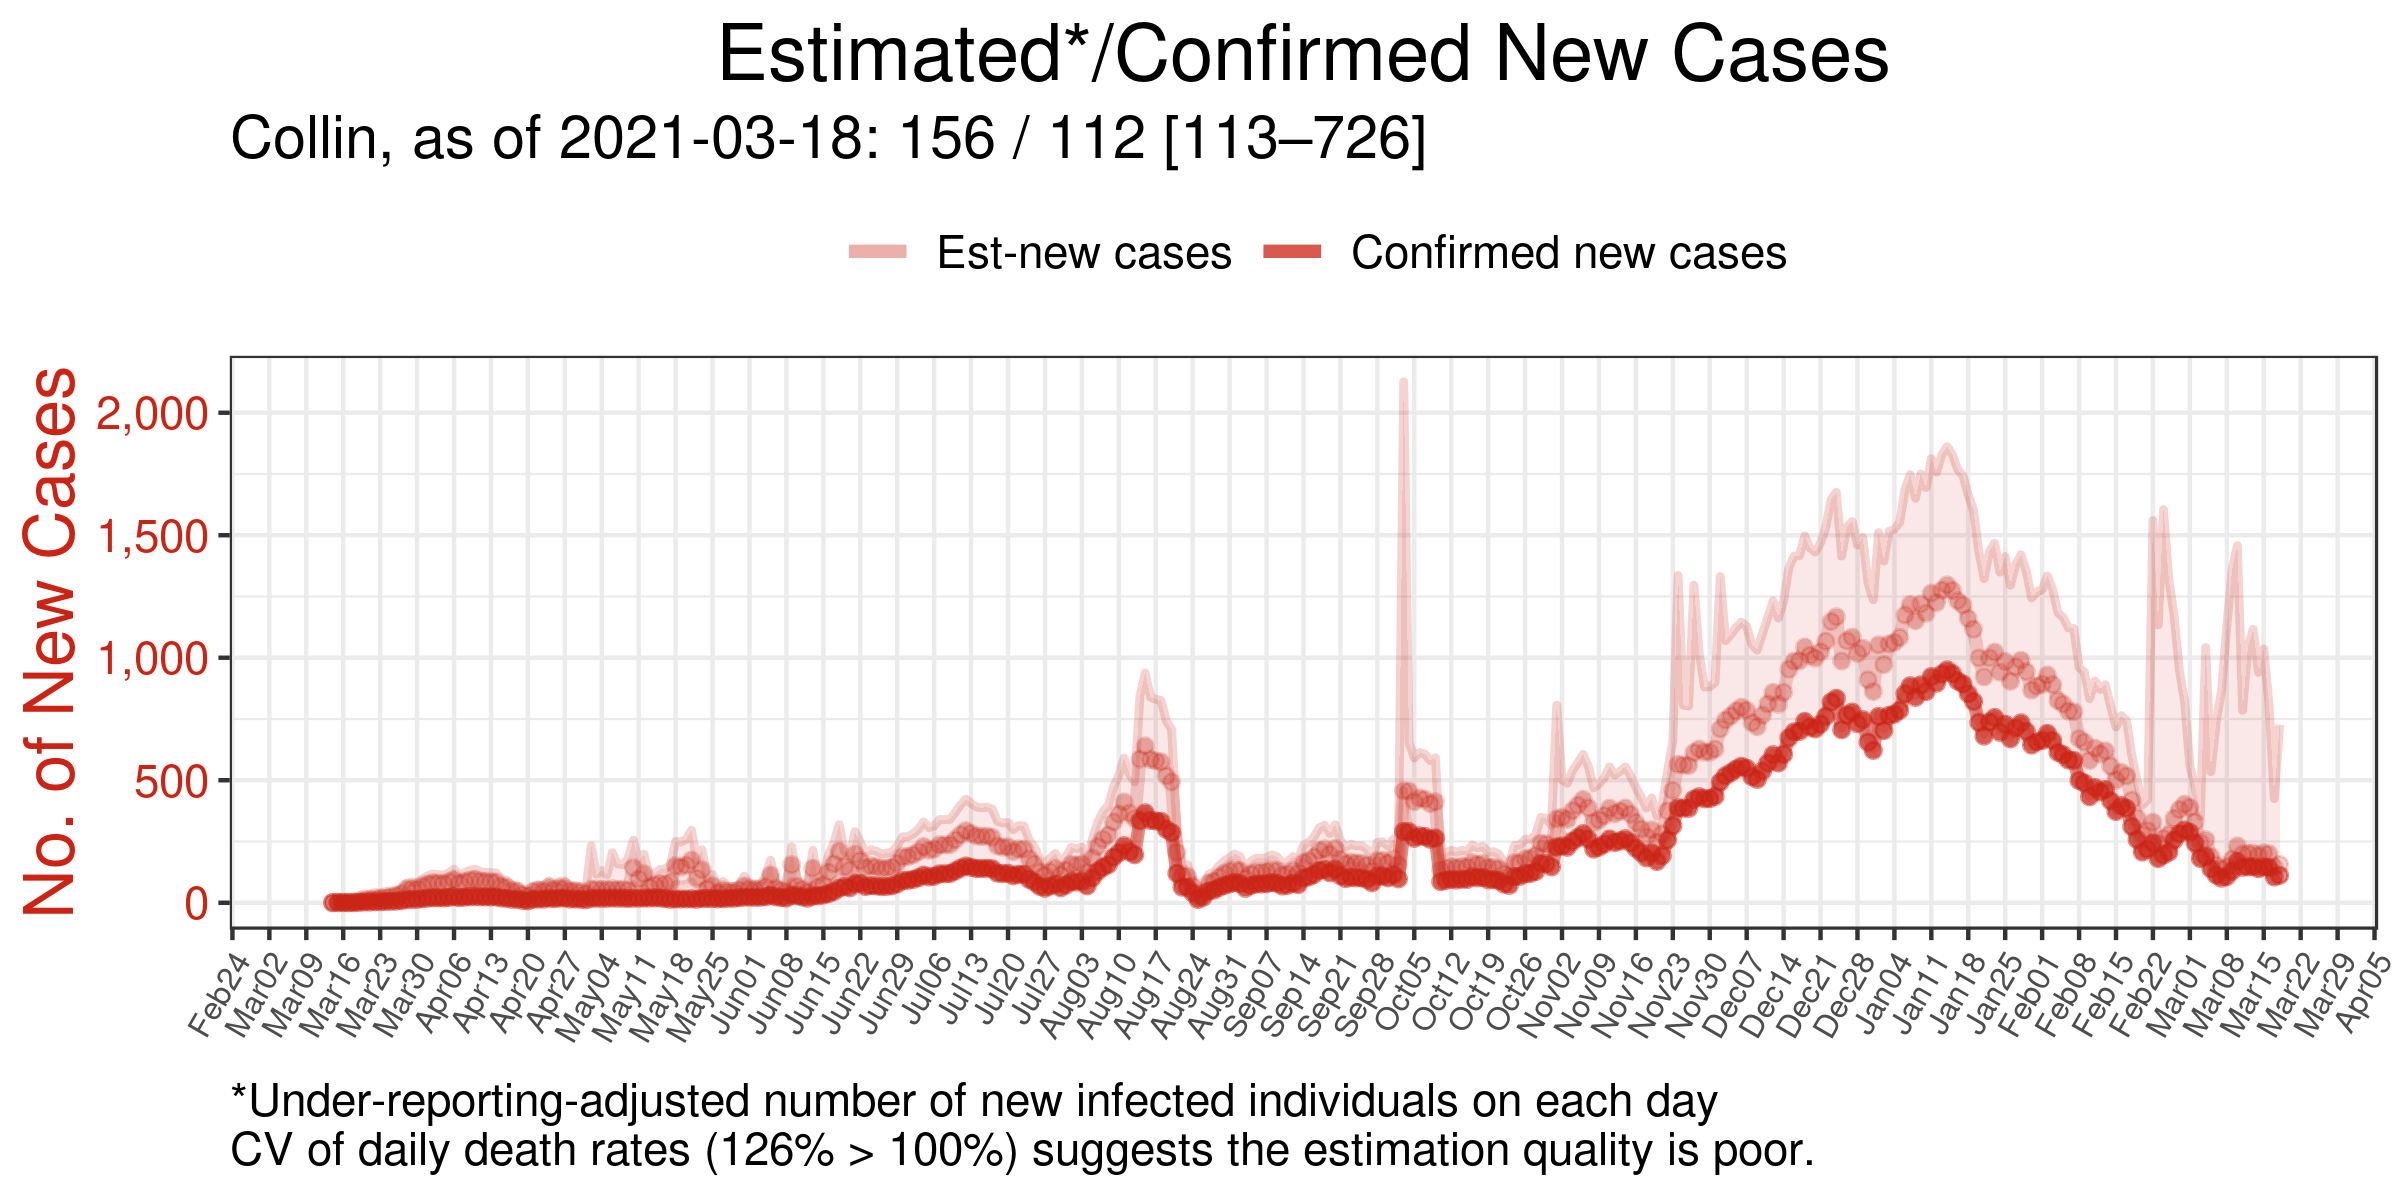 Estimated*/Confirmed New Cases
Collin, as of 2021-03-18: 156 / 112 [113–726]
Est-new cases
Confirmed new cases
No. of New Cases
2,000
1,500
1,000
500
0
Feb24
Mar02
Mar09
Mar16
Mar23
Mar30
Apr06
Apr13
Apr20
Apr27
May04
May11
May18
May25
Jun01
Jun08
Jun15
Jun22
Jun29
Jul06
Jul13
Jul20
Jul27
Aug03
Aug10
Aug17
Aug24
Aug31
Sep07
Sep14
Sep21
Sep28
Oct05
Oct12
Oct19
Oct26
Nov02
Nov09
Nov16
Nov23
Nov30
Dec07
Dec14
Dec21
Dec28
Jan04
Jan11
Jan18
Jan25
Feb01
Feb08
Feb15
Feb22
Mar01
Mar08
Mar15
Mar22
Mar29
Apr05
*Under-reporting-adjusted number of new infected individuals on each day
CV of daily death rates (126% > 100%) suggests the estimation quality is poor.